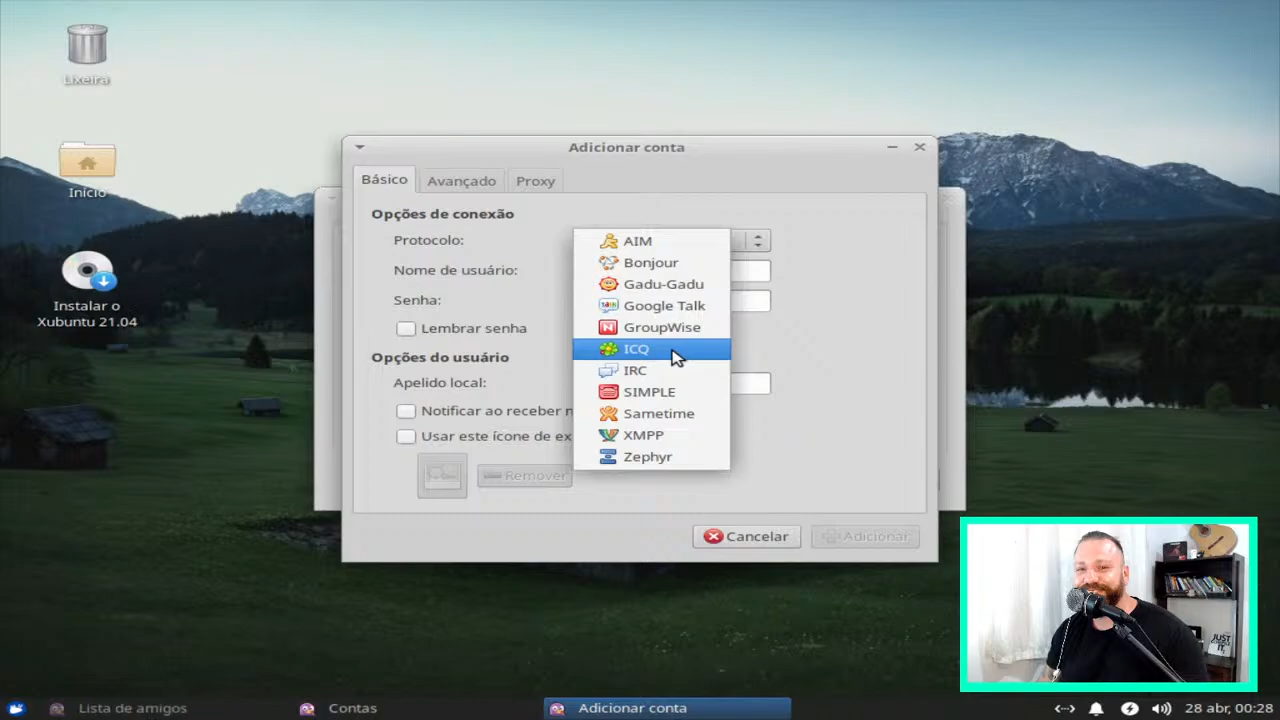 Lixeira
Início
Instalar o
Xubuntu 21.04
Adicionar conta
Básico
Avançado
Proxy
Opções de conexão
Protocolo:
Nome de usuário:
Senha:
Lembrar senha
Opções do usuário
Apelido local:
Notificar ao receber n
Usar este ícone de ex
Remover
AIM
Bonjour
Gadu-Gadu
Google Talk
GroupWise
ICQ
IRC
SIMPLE
Sametime
XMPP
Zephyr
Cancelar
Adicionar
Lista de amigos
Contas
Adicionar conta
28 abr, 00:28